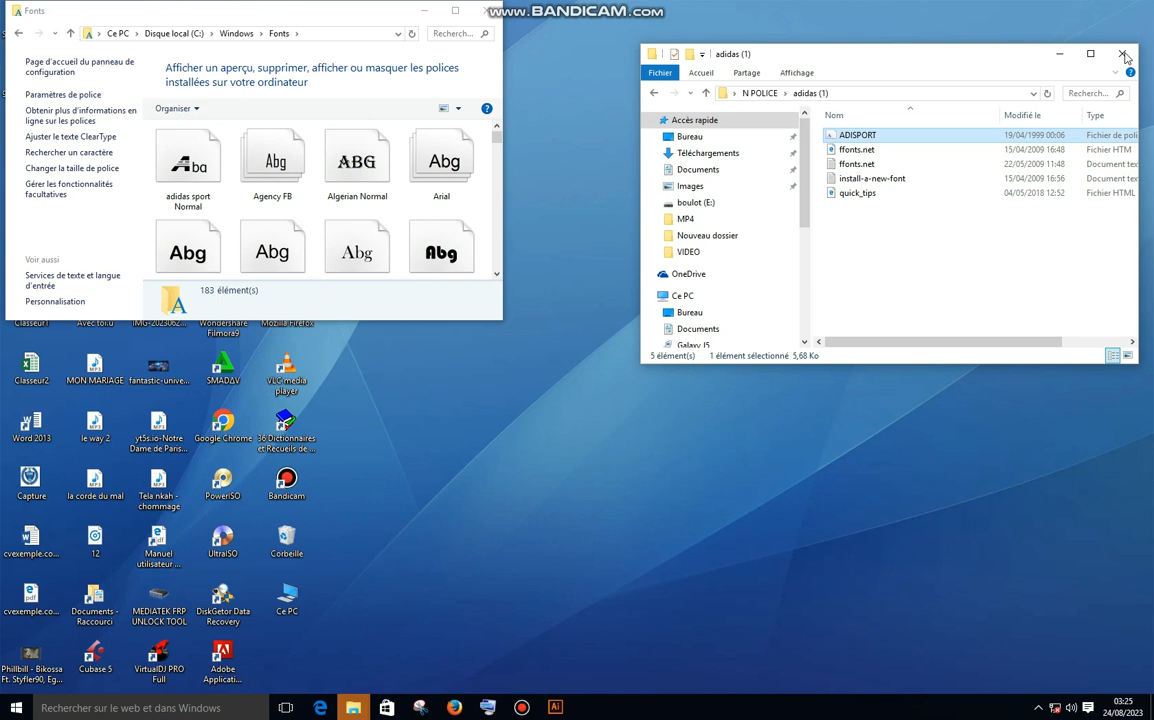 www.BANDICAM.com
Fonts
Ce PC
Disque local (C:)
Windows
Fonts
Recherch...
Page d'accueil du panneau de
configuration
Paramètres de police
Obtenir plus d'informations en
ligne sur les polices
Ajuster le texte ClearType
Rechercher un caractère
Changer la taille de police
Gérer les fonctionnalités
facultatives
Voir aussi
Services de texte et langue
d'entrée
Personnalisation
Afficher un aperçu, supprimer, afficher ou masquer les polices
installées sur votre ordinateur
Organiser
Aba
Abg
ABG
Abg
adidas sport
Normal
Agency FB
Algerian Normal
Arial
Abg
Abg
Abg
Abg
183 élément(s)
adidas (1)
Fichier
Accueil
Partage
Affichage
N POLICE
adidas (1)
Recherch...
Accès rapide
Bureau
Téléchargements
Documents
Images
boulot (E:)
MP4
Nouveau dossier
VIDEO
OneDrive
Ce PC
Bureau
Documents
Galaxy J5
Nom
Modifié le
Type
ADISPORT
19/04/1999 00:06
Fichier de poli
ffonts.net
15/04/2009 16:48
Fichier HTM
ffonts.net
22/05/2009 11:48
Document tex
install-a-new-font
15/04/2009 16:56
Document tex
quick_tips
04/05/2018 12:52
Fichier HTML
5 élément(s)
1 élément sélectionné 5,68 Ko
Classeur1
Avec toi.u
IMG-2023062...
Wondershare
Filmora9
Mozilla Firefox
Classeur2
MON MARIAGE
fantastic-unive...
SMADAV
VLC media
player
Word 2013
le way 2
yt5s.io-Notre
Dame de Paris...
Google Chrome
36 Dictionnaires
et Recueils de ...
Capture
la corde du mal
Tela nkah -
chommage
PowerISO
Bandicam
cvexemple.co...
12
Manuel
utilisateur ...
UltraISO
Corbeille
cvexemple.co...
Documents -
Raccourci
MEDIATEK FRP
UNLOCK TOOL
DiskGetor Data
Recovery
Ce PC
Phillbill - Bikossa
Ft. Styfler90, Eg...
Cubase 5
VirtualDJ PRO
Full
Adobe
Applicati...
Rechercher sur le web et dans Windows
Ai
03:25
24/08/2023